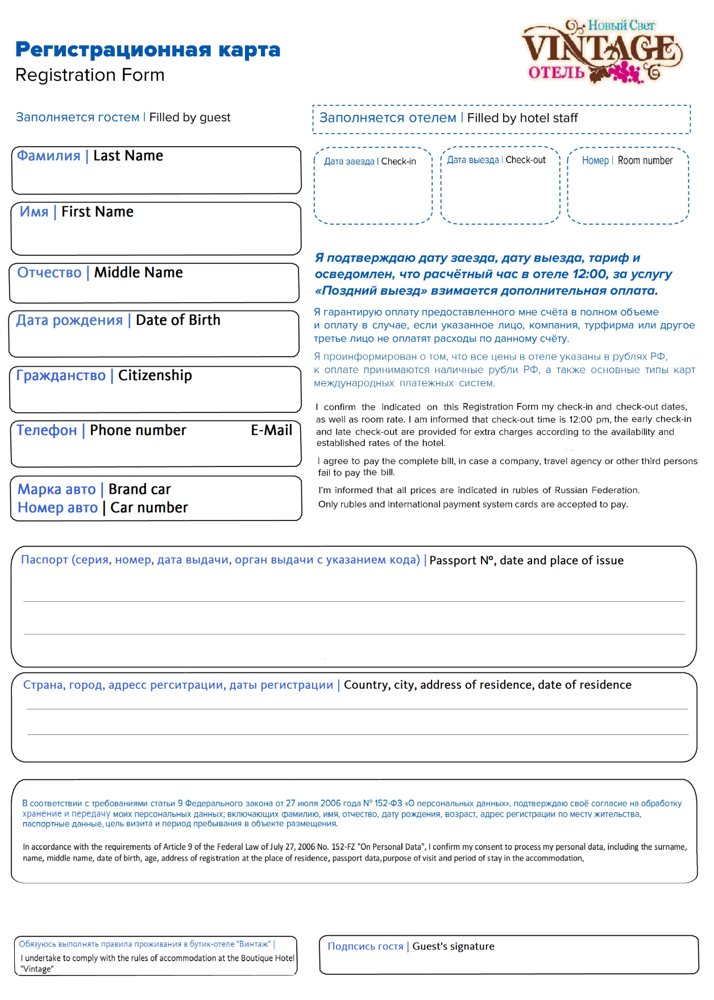 Новый Свет
VINTAGE
ОТЕЛЬ
Регистрационная карта
Registration Form
Заполняется гостем | Filled by guest
Заполняется отелем | Filled by hotel staff
Фамилия | Last Name
Дата заезда | Check-in
Дата выезда | Check-out
Номер | Room number
Имя | First Name
Отчество | Middle Name
Дата рождения | Date of Birth
Гражданство | Citizenship
Телефон | Phone number E-Mail
Марка авто | Brand car
Номер авто | Car number
Я подтверждаю дату заезда, дату выезда, тариф и
осведомлен, что расчётный час в отеле 12:00, за услугу
«Поздний выезд» взимается дополнительная оплата.
Я гарантирую оплату предоставленного мне счёта в полном объеме
и оплату в случае, если указанное лицо, компания, турфирма или другое
третье лицо не оплатят расходы по данному счёту.
Я проинформирован о том, что все цены в отеле указаны в рублях РФ,
к оплате принимаются наличные рубли РФ, а также основные типы карт
международных платежных систем.
I confirm the indicated on this Registration Form my check-in and check-out dates,
as well as room rate. I am informed that check-out time is 12:00 pm, the early check-in
and late check-out are provided for extra charges according to the availability and
established rates of the hotel.
I agree to pay the complete bill, in case a company, travel agency or other third persons
fail to pay the bill.
I'm informed that all prices are indicated in rubles of Russian Federation.
Only rubles and international payment system cards are accepted to pay.
Паспорт (серия, номер, дата выдачи, орган выдачи с указанием кода) | Passport Nº, date and place of issue
Страна, город, адресс регситрации, даты регистрации | Country, city, address of residence, date of residence
В соответствии с требованиями статьи 9 Федерального закона от 27 июля 2006 года № 152-ФЗ «О персональных данных», подтверждаю своё согласие на обработку
хранение и передачу моих персональных данных; включающих фамилию, имя, отчество, дату рождения, возраст, адрес регистрации по месту жительства,
паспортные данные, цель визита и период пребывания в объекте размещения.
In accordance with the requirements of Article 9 of the Federal Law of July 27, 2006 No. 152-FZ "On Personal Data", I confirm my consent to process my personal data, including the surname,
name, middle name, date of birth, age, address of registration at the place of residence, passport data, purpose of visit and period of stay in the accommodation.
Обязуюсь выполнять правила проживания в бутик-отеле "Винтаж" |
I undertake to comply with the rules of accommodation at the Boutique Hotel
"Vintage"
Подпсись гостя | Guest's signature